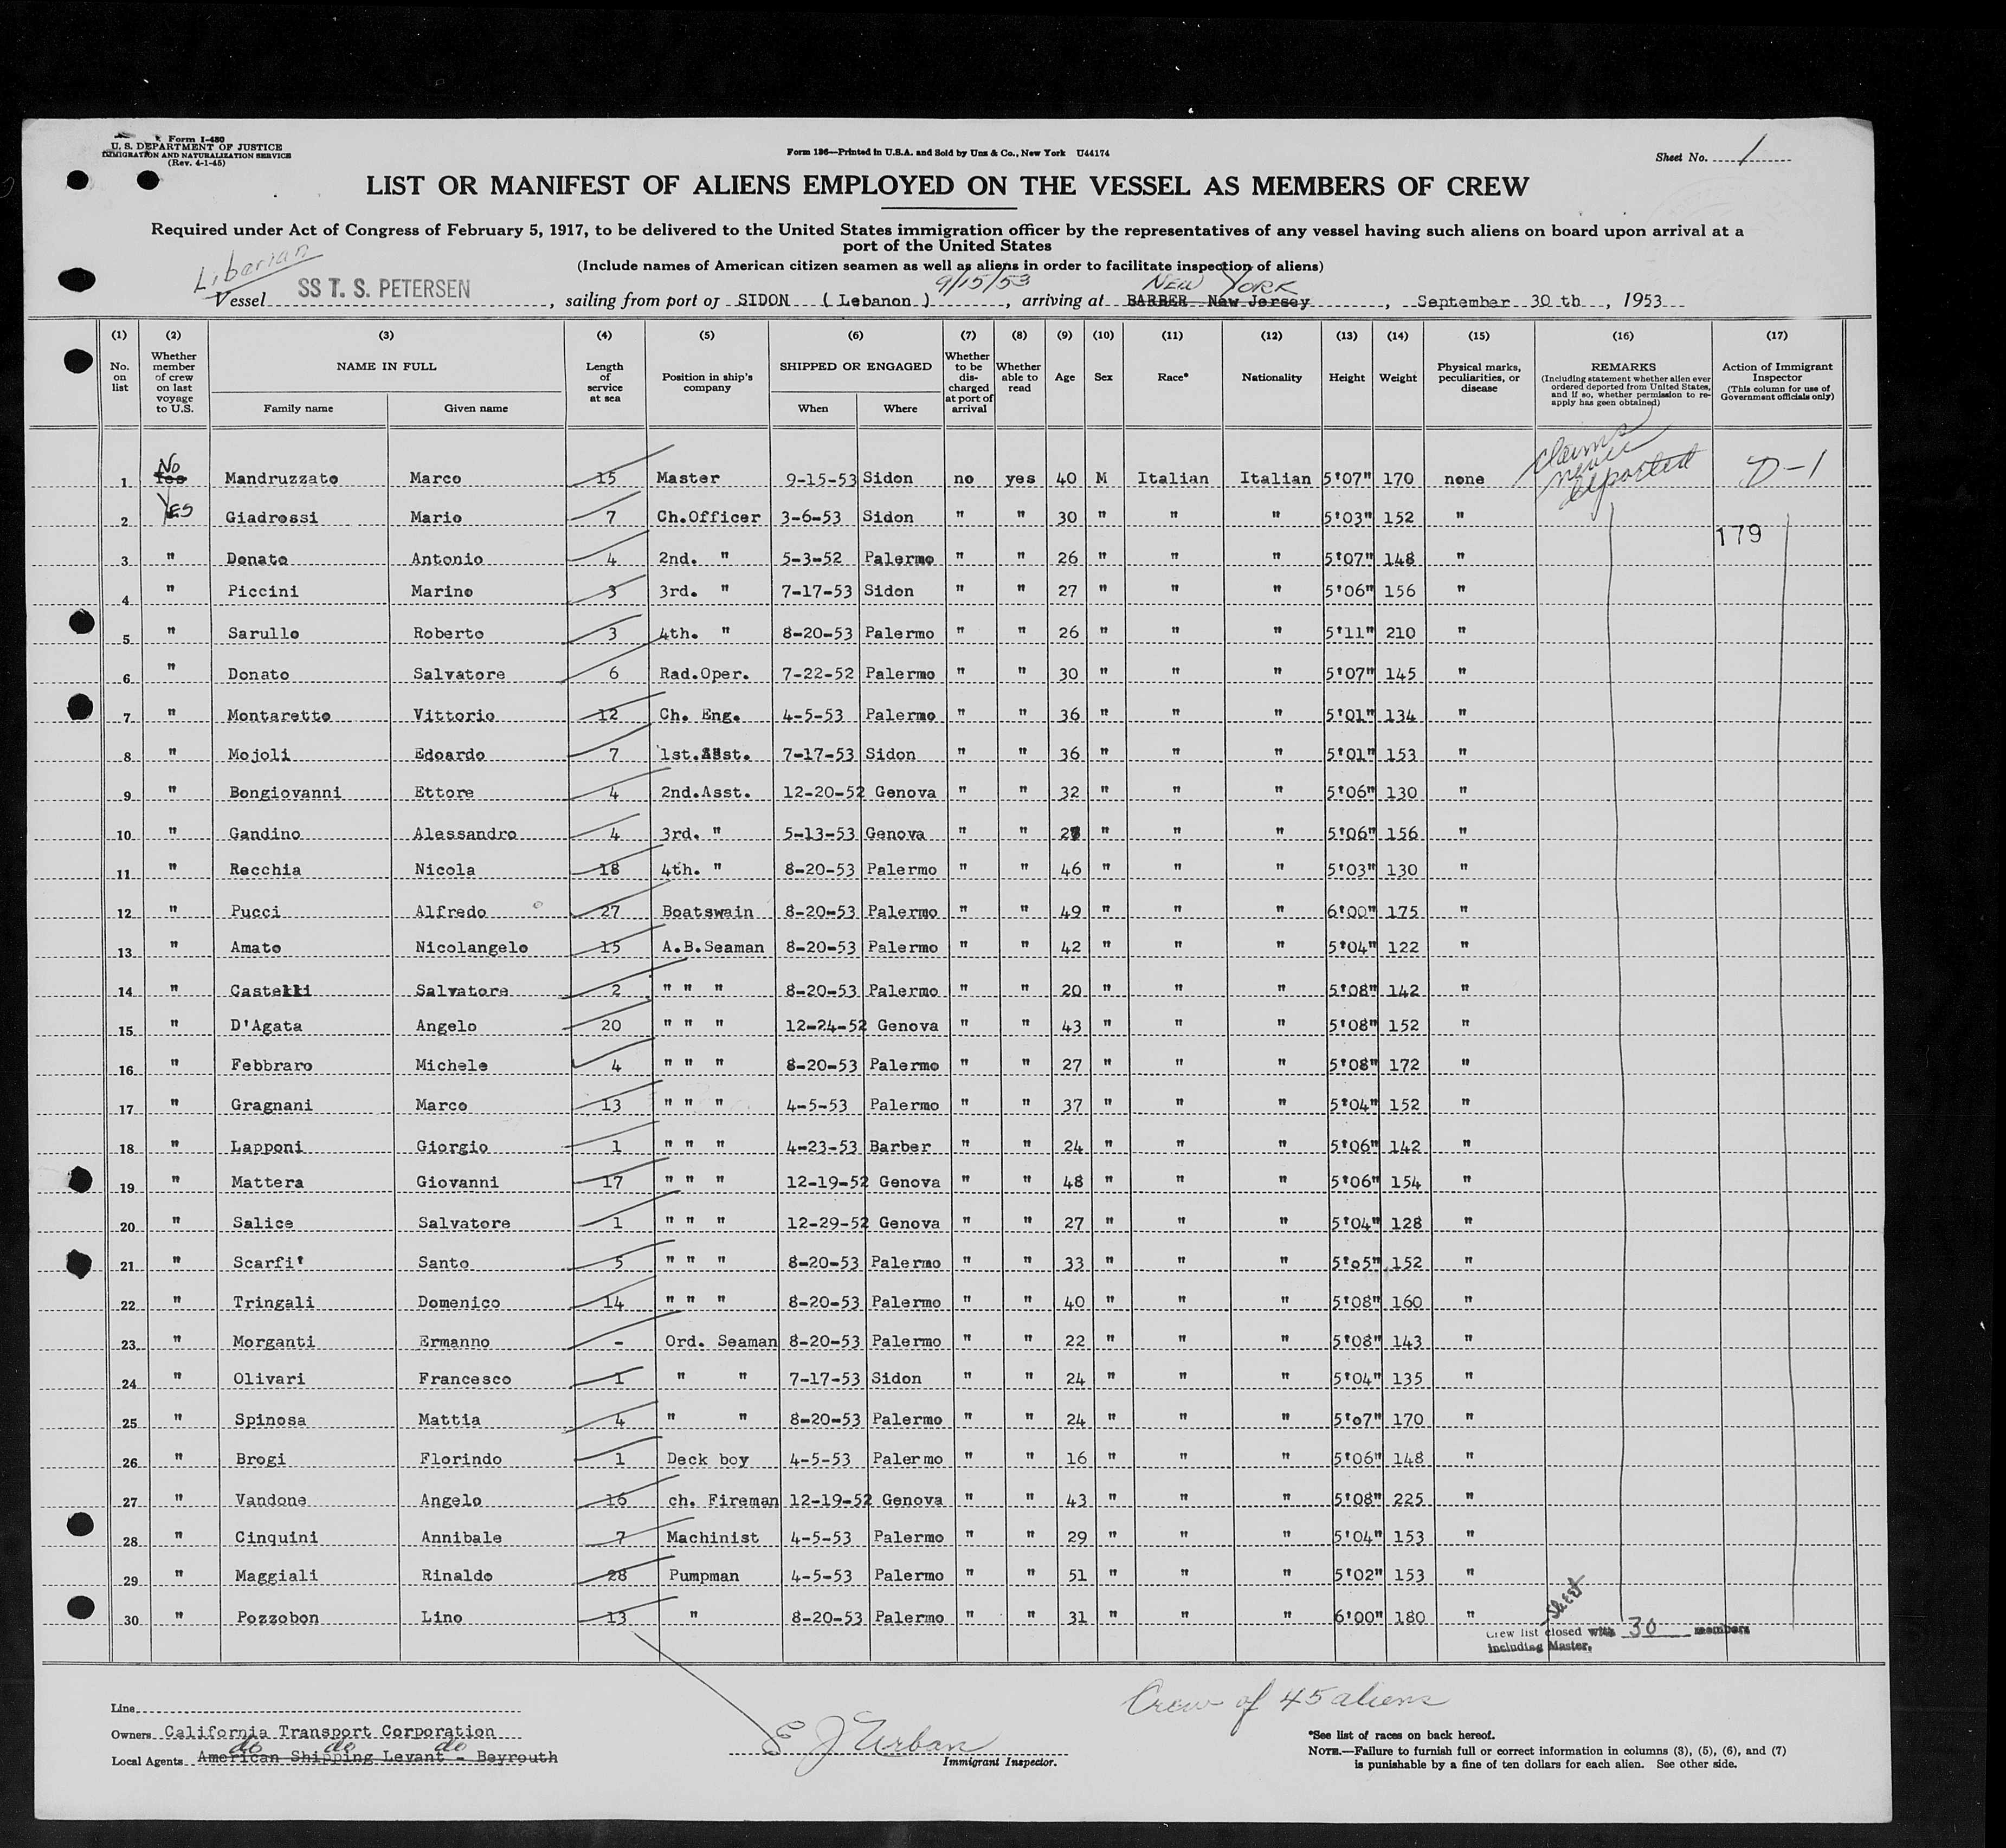 Form I-480
U. S. DEPARTMENT OF JUSTICE
IMMIGRATION AND NATURALIZATION SERVICE
(Rev. 4-1-45)
Form 126—Printed in U.S.A. and Sold by Unz & Co., New York U44174
Sheet No. 1
LIST OR MANIFEST OF ALIENS EMPLOYED ON THE VESSEL AS MEMBERS OF CREW
Required under Act of Congress of February 5, 1917, to be delivered to the United States immigration officer by the representatives of any vessel having such aliens on board upon arrival at a
port of the United States
(Include names of American citizen seamen as well as aliens in order to facilitate inspection of aliens)
Libarian 9/15/53 NEW YORK
Vessel SS T. S. PETERSEN, sailing from port of SIDON ( Lebanon ), arriving at BARBER New Jersey, September 30 tb, 1953
(1) (2) (3) (4) (5) (6) (7) (8) (9) (10) (11) (12) (13) (14) (15) (16) (17)
No. on list
Whether member of crew on last voyage to U.S.
NAME IN FULL
Family name
Given name
Length of service at sea
Position in ship's company
SHIPPED OR ENGAGED
When
Where
Whether to be dis-charged at port of arrival
Whether able to read
Age
Sex
Race*
Nationality
Height
Weight
Physical marks, peculiarities, or disease
REMARKS
(Including statement whether alien ever ordered deported from United States, and if so, whether permission to re-apply has geen obtained)
Action of Immigrant Inspector
(This column for use of Government officials only)
No
1 Yes Mandruzzato Marco 15 Master 9-15-53 Sidon no yes 40 M Italian Italian 5'07" 170 none claims never deported D-1
2 YES Giadrossi Mario 7 Ch.Officer 3-6-53 Sidon " " 30 " " " 5'03" 152 "
179
3 " Donato Antonio 4 2nd. " 5-3-52 Palermo " " 26 " " " 5'07" 148 "
4 " Piccini Marino 3 3rd. " 7-17-53 Sidon " " 27 " " " 5'06" 156 "
5 " Sarullo Roberto 3 4th. " 8-20-53 Palermo " " 26 " " " 5'11" 210 "
6 " Donato Salvatore 6 Rad.Oper. 7-22-52 Palermo " " 30 " " " 5'07" 145 "
7 " Montaretto Vittorio 12 Ch. Eng. 4-5-53 Palermo " " 36 " " " 5'01" 134 "
8 " Mojoli Edoardo 7 1st.Asst. 7-17-53 Sidon " " 36 " " " 5'01" 153 "
9 " Bongiovanni Ettore 4 2nd.Asst. 12-20-52 Genova " " 32 " " " 5'06" 130 "
10 " Gandino Alessandro 4 3rd. " 5-13-53 Genova " " " " " 5'06" 156 "
11 " Recchia Nicola 18 4th. " 8-20-53 Palermo " " 46 " " " 5'03" 130 "
12 " Pucci Alfredo 27 Boatswain 8-20-53 Palermo " " 49 " " " 6'00" 175 "
13 " Amato Nicolangelo 15 A.B.Seaman 8-20-53 Palermo " " 42 " " " 5'04" 122 "
14 " Castelli Salvatore 2 " " " 8-20-53 Palermo " " 20 " " " 5'08" 142 "
15 " D'Agata Angelo 20 " " " 12-24-52 Genova " " 43 " " " 5'08" 152 "
16 " Febbraro Michele 4 " " " 8-20-53 Palermo " " 27 " " " 5'08" 172 "
17 " Gragnani Marco 13 " " " 4-5-53 Palermo " " 37 " " " 5'04" 152 "
18 " Lapponi Giorgio 1 " " " 4-23-53 Barber " " 24 " " " 5'06" 142 "
19 " Mattera Giovanni 17 " " " 12-19-52 Genova " " 48 " " " 5'06" 154 "
20 " Salice Salvatore 1 " " " 12-29-52 Genova " " 27 " " " 5'04" 128 "
21 " Scarfi' Santo 5 " " " 8-20-53 Palermo " " 33 " " " 5'05" 152 "
22 " Tringali Domenico 14 " " " 8-20-53 Palermo " " 40 " " " 5'08" 160 "
23 " Morganti Ermanno - Ord. Seaman 8-20-53 Palermo " " 22 " " " 5'08" 143 "
24 " Olivari Francesco 1 " " 7-17-53 Sidon " " 24 " " " 5'04" 135 "
25 " Spinosa Mattia 4 " " 8-20-53 Palermo " " 24 " " " 5'07" 170 "
26 " Brogi Florindo 1 Deck boy 4-5-53 Palermo " " 16 " " " 5'06" 148 "
27 " Vandone Angelo 16 ch. Fireman 12-19-52 Genova " " 43 " " " 5'08" 225 "
28 " Cinquini Annibale 7 Machinist 4-5-53 Palermo " " 29 " " " 5'04" 153 "
29 " Maggiali Rinaldo 28 Pumpman 4-5-53 Palermo " " 51 " " " 5'02" 153 "
30 " Pozzobon Lino 13 " 8-20-53 Palermo " " 31 " " " 6'00" 180 "
Sheet
Crew list closed with 30 members
including Master.
Crew of 45 aliens
Line
Owners California Transport Corporation
do do do
Local Agents American Shipping Levant - Beyrouth
E J Urban
Immigrant Inspector.
*See list of races on back hereof.
NOTE.—Failure to furnish full or correct information in columns (3), (5), (6), and (7)
is punishable by a fine of ten dollars for each alien. See other side.